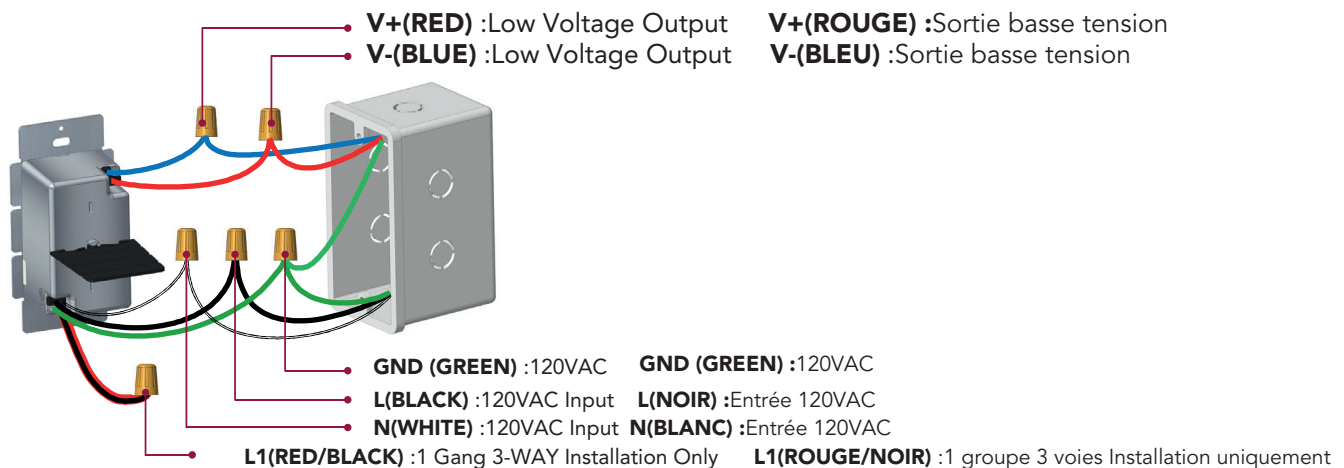 V+(RED) :Low Voltage Output V+(ROUGE) :Sortie basse tension
V-(BLUE) :Low Voltage Output V-(BLEU) :Sortie basse tension
GND (GREEN) :120VAC GND (GREEN) :120VAC
L(BLACK) :120VAC Input L(NOIR) :Entrée 120VAC
N(WHITE) :120VAC Input N(BLANC) :Entrée 120VAC
L1(RED/BLACK) :1 Gang 3-WAY Installation Only L1(ROUGE/NOIR) :1 groupe 3 voies Installation uniquement